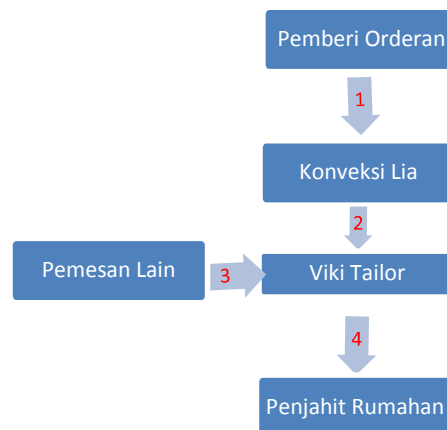 Pemberi Orderan
1
Konveksi Lia
2
Pemesan Lain
3
Viki Tailor
4
Penjahit Rumahan